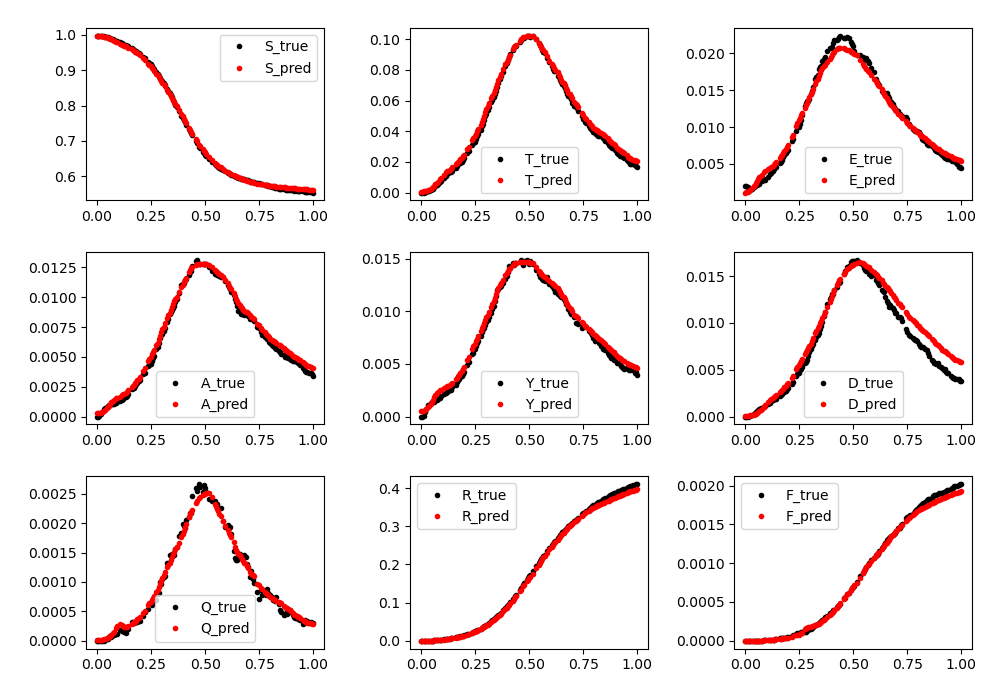 1.0
0.9
0.8
0.7
0.6
0.00 0.25 0.50 0.75 1.00
S_true
S_pred
0.10
0.08
0.06
0.04
0.02
0.00
0.00 0.25 0.50 0.75 1.00
T_true
T_pred
0.020
0.015
0.010
0.005
0.00 0.25 0.50 0.75 1.00
E_true
E_pred
0.0125
0.0100
0.0075
0.0050
0.0025
0.0000
0.00 0.25 0.50 0.75 1.00
A_true
A_pred
0.015
0.010
0.005
0.000
0.00 0.25 0.50 0.75 1.00
Y_true
Y_pred
0.015
0.010
0.005
0.000
0.00 0.25 0.50 0.75 1.00
D_true
D_pred
0.0025
0.0020
0.0015
0.0010
0.0005
0.0000
0.00 0.25 0.50 0.75 1.00
Q_true
Q_pred
0.4
0.3
0.2
0.1
0.0
0.00 0.25 0.50 0.75 1.00
R_true
R_pred
0.0020
0.0015
0.0010
0.0005
0.0000
0.00 0.25 0.50 0.75 1.00
F_true
F_pred